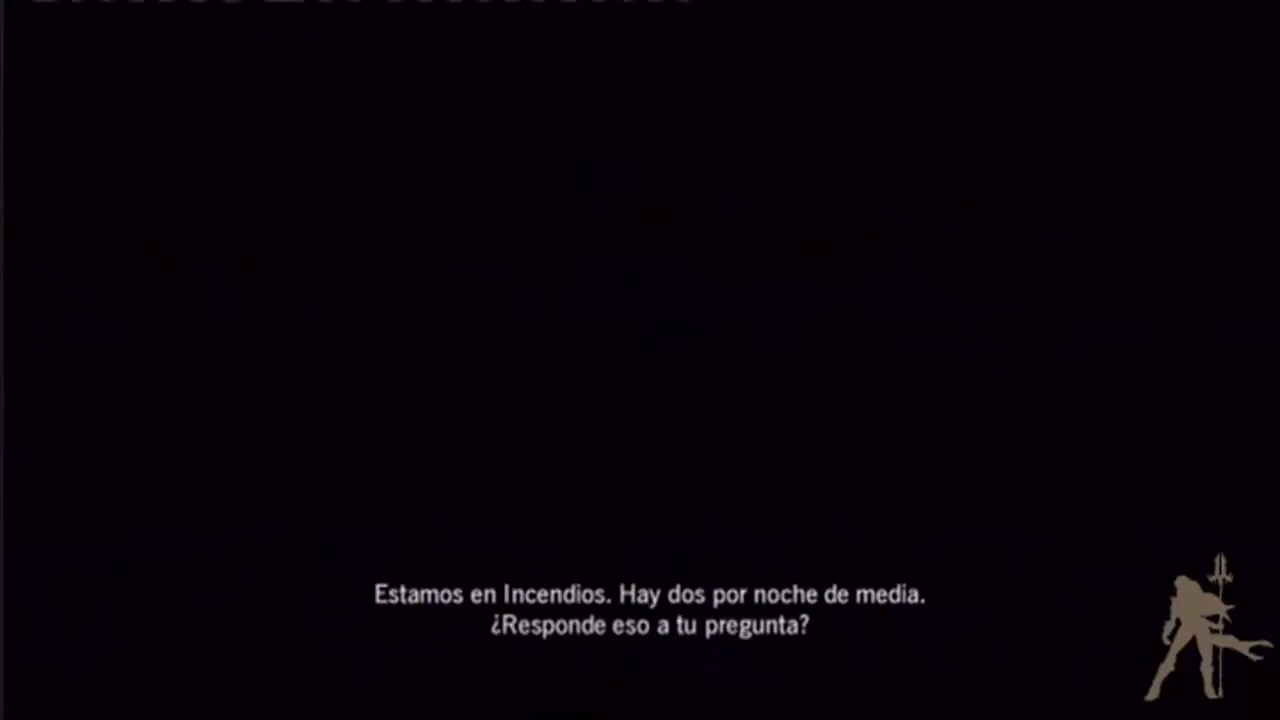 Estamos en Incendios. Hay dos por noche de media.
¿Responde eso a tu pregunta?